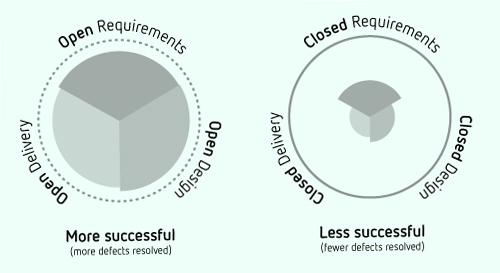 Open Requirements
Open Delivery
Open Design
More successful
(more defects resolved)
Closed Requirements
Closed Delivery
Closed Design
Less successful
(fewer defects resolved)